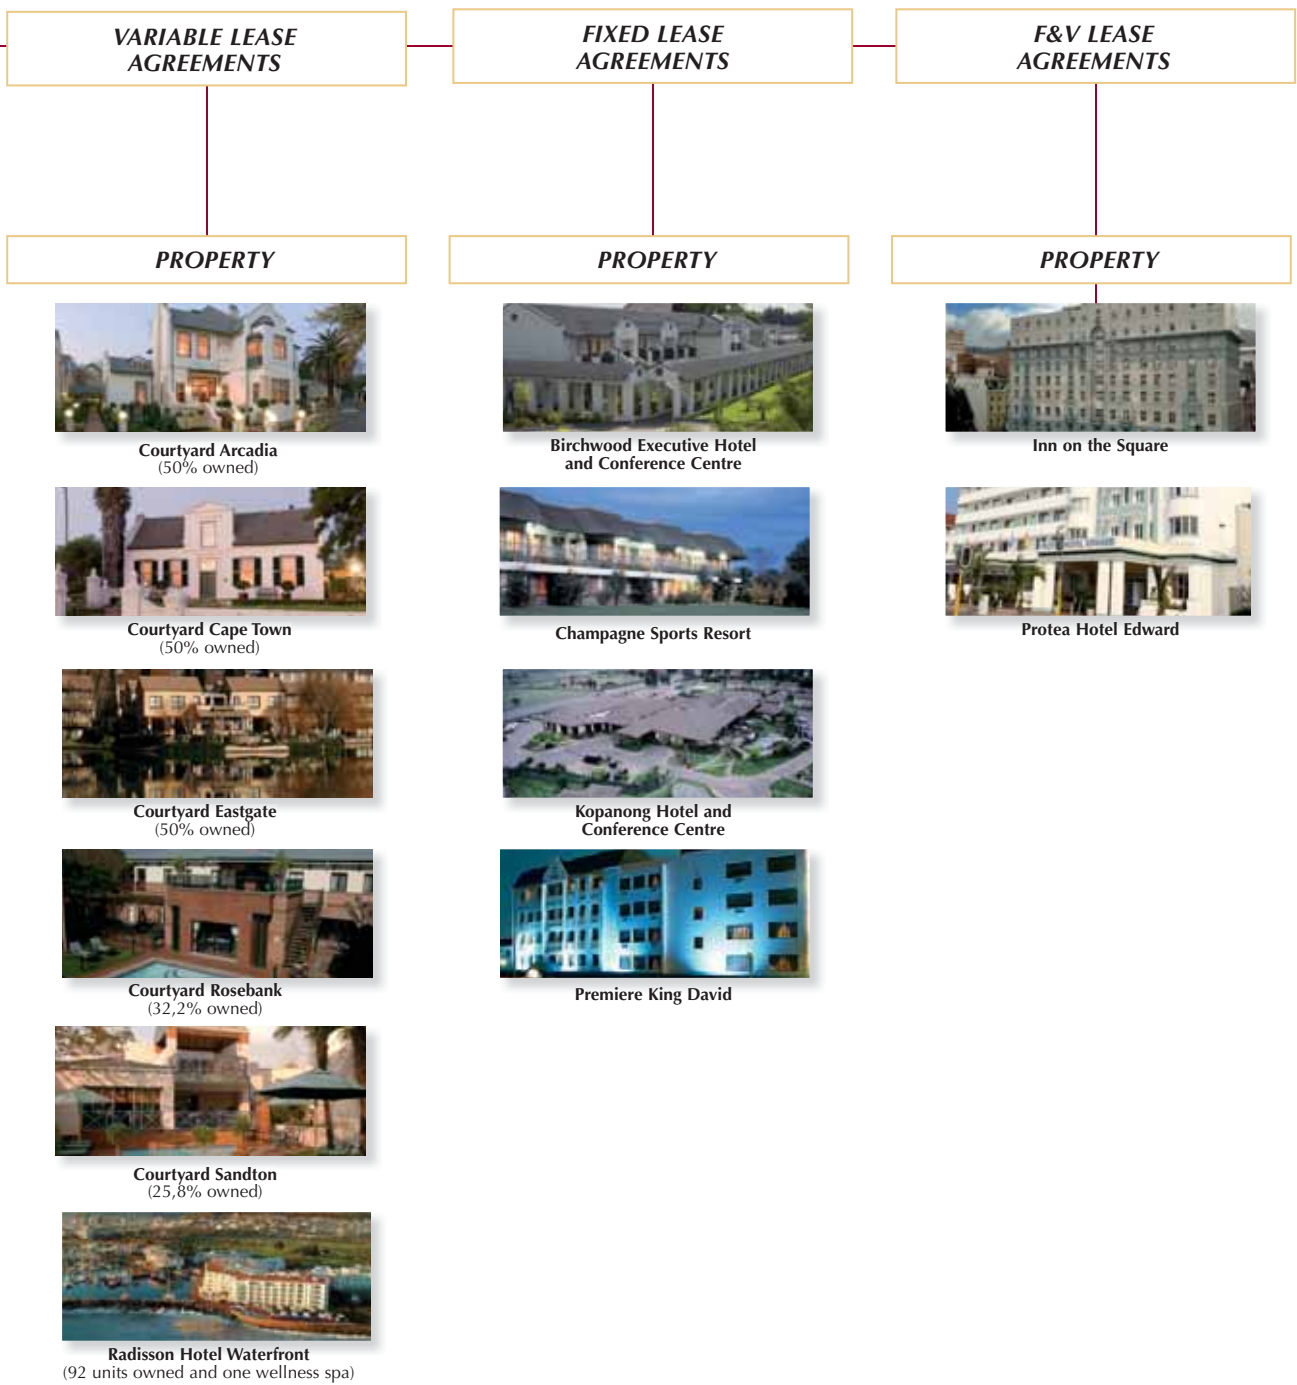 VARIABLE LEASE
AGREEMENTS
FIXED LEASE
AGREEMENTS
F&V LEASE
AGREEMENTS
PROPERTY
PROPERTY
PROPERTY
Courtyard Arcadia
(50% owned)
Courtyard Cape Town
(50% owned)
Courtyard Eastgate
(50% owned)
Courtyard Rosebank
(32,2% owned)
Courtyard Sandton
(25,8% owned)
Radisson Hotel Waterfront
(92 units owned and one wellness spa)
Birchwood Executive Hotel
and Conference Centre
Champagne Sports Resort
Kopanong Hotel and
Conference Centre
Premiere King David
Inn on the Square
Protea Hotel Edward